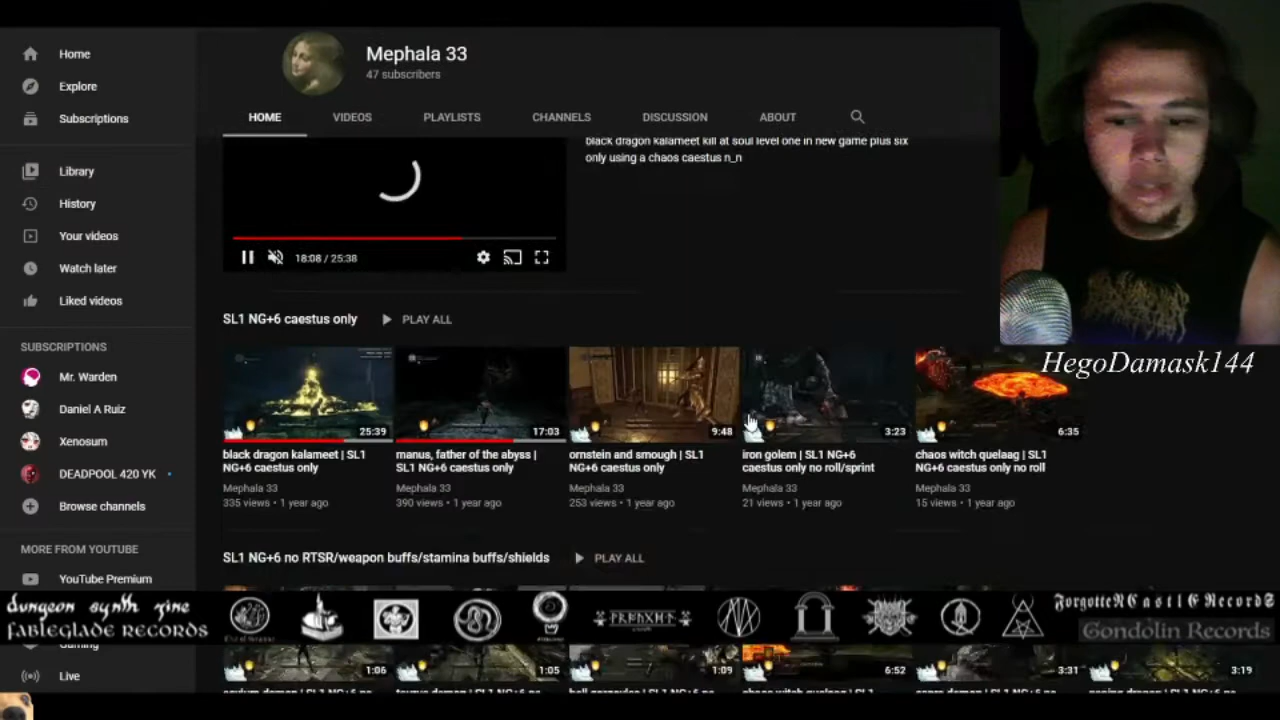 Home
Explore
Subscriptions
Library
History
Your videos
Watch later
Liked videos
SUBSCRIPTIONS
Mr. Warden
Daniel A Ruiz
Xenosum
DEADPOOL 420 YK
Browse channels
MORE FROM YOUTUBE
YouTube Premium
Gaming
Live
Mephala 33
47 subscribers
HOME VIDEOS PLAYLISTS CHANNELS DISCUSSION ABOUT
black dragon kalameet kill at soul level one in new game plus six
only using a chaos caestus n_n
18:08 / 25:38
SL1 NG+6 caestus only PLAY ALL
25:39
black dragon kalameet | SL1
NG+6 caestus only
Mephala 33
335 views • 1 year ago
17:03
manus, father of the abyss |
SL1 NG+6 caestus only
Mephala 33
390 views • 1 year ago
9:48
ornstein and smough | SL1
NG+6 caestus only
Mephala 33
253 views • 1 year ago
3:23
iron golem | SL1 NG+6
caestus only no roll/sprint
Mephala 33
21 views • 1 year ago
6:35
chaos witch quelaag | SL1
NG+6 caestus only no roll
Mephala 33
15 views • 1 year ago
HegoDamask144
SL1 NG+6 no RTSR/weapon buffs/stamina buffs/shields PLAY ALL
dungeon synth zine
FABLEGLADE RECORDS
ForgotteN CastlE RecordS
Gondolin Records
1:06
1:05
1:09
6:52
3:31
3:19